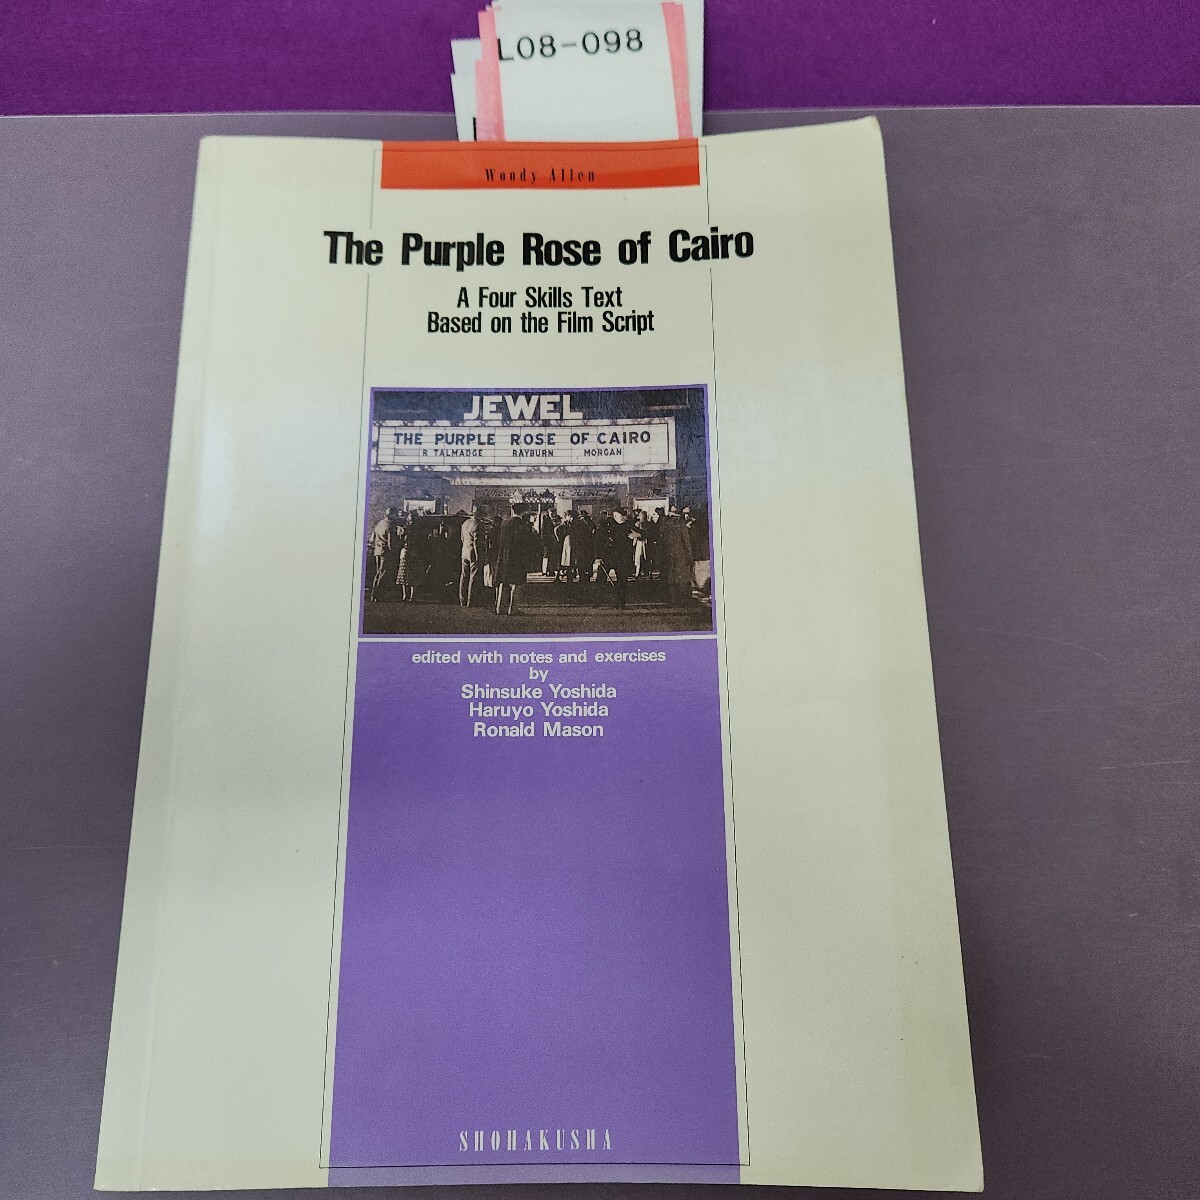 L08-098
Woody Allen
The Purple Rose of Cairo
A Four Skills Text
Based on the Film Script
JEWEL
THE PURPLE ROSE OF CAIRO
R TALMADGE RAYBURN MORGAN
edited with notes and exercises
by
Shinsuke Yoshida
Haruyo Yoshida
Ronald Mason
SHOHAKUSHA